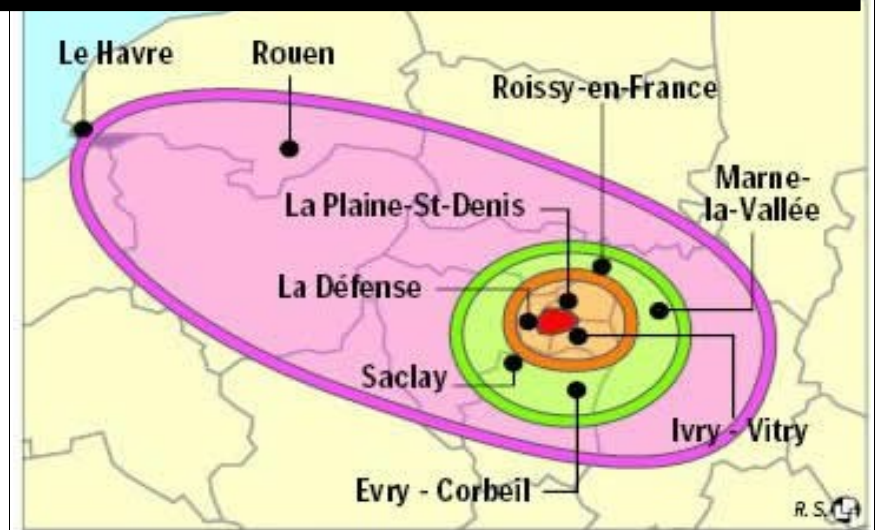 Le Havre
Rouen
Roissy-en-France
Marne-
la-Vallée
La Plaine-St-Denis
La Défense
Saclay
Ivry - Vitry
Evry - Corbeil
R. S.